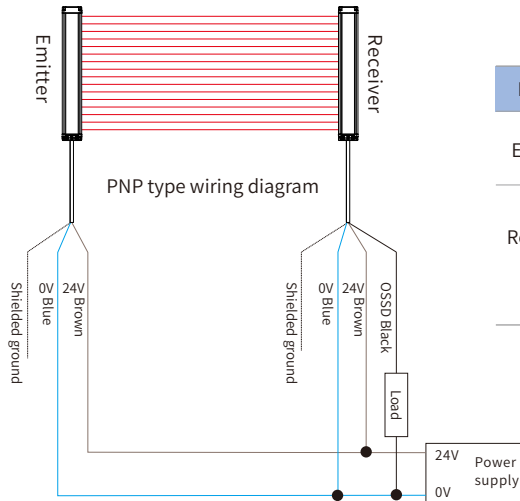 Emitter
Receiver
PNP type wiring diagram
Shielded ground
0V Blue
24V Brown
Shielded ground
0V Blue
24V Brown
OSSD Black
Load
24V
Power
supply
0V